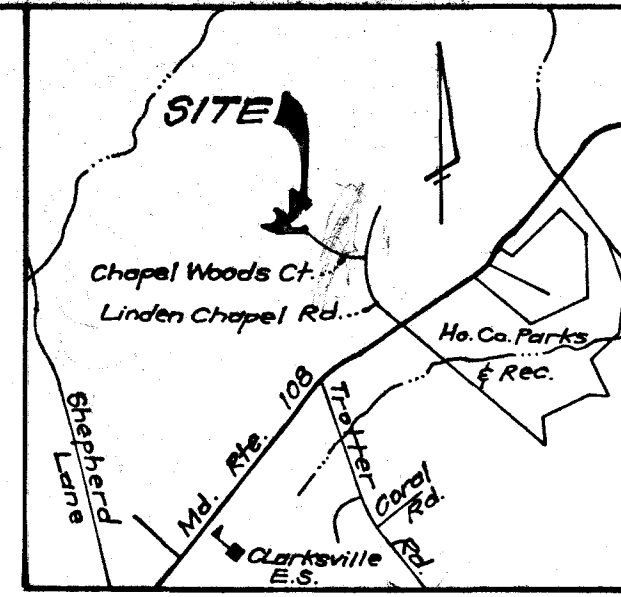 SITE
Chapel Woods Ct.
Linden Chapel Rd.
Ho. Co. Parks
& Rec.
Md. Rte. 108
Trotter Rd.
Coral
Rd.
Shepherd
Lane
Clarksville
E.S.